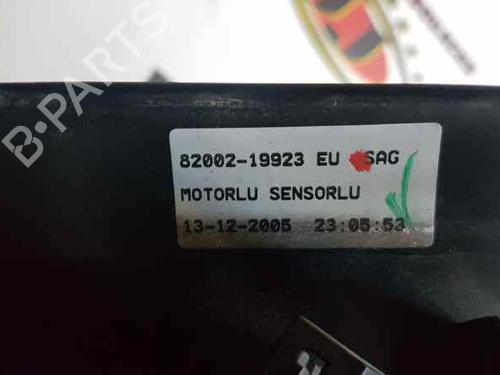 B-PARTS
82002-19923 EU SAG
MOTORLU SENSORLU
13-12-2005 23:05:53